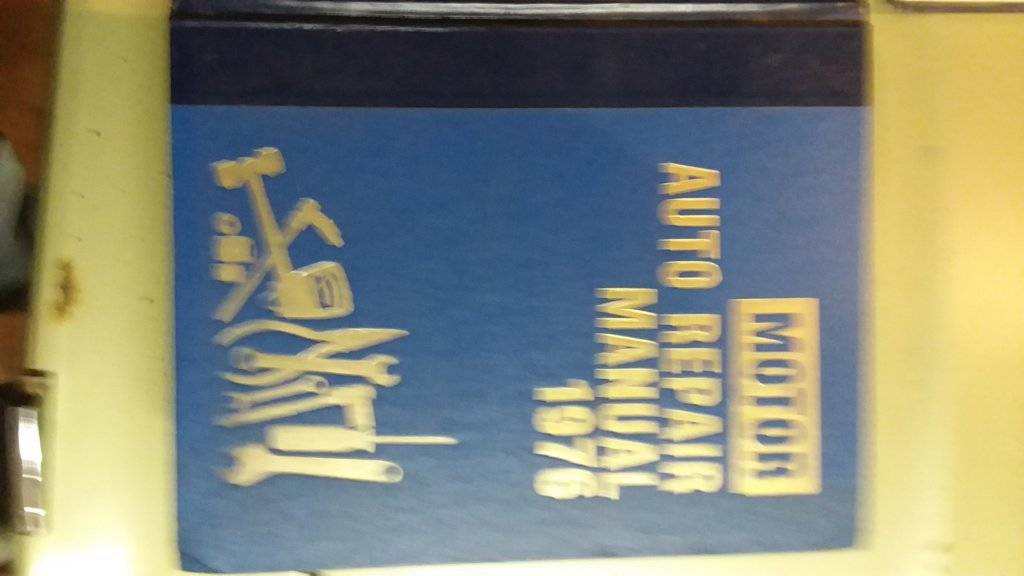 MOTOR
AUTO REPAIR
MANUAL
1976